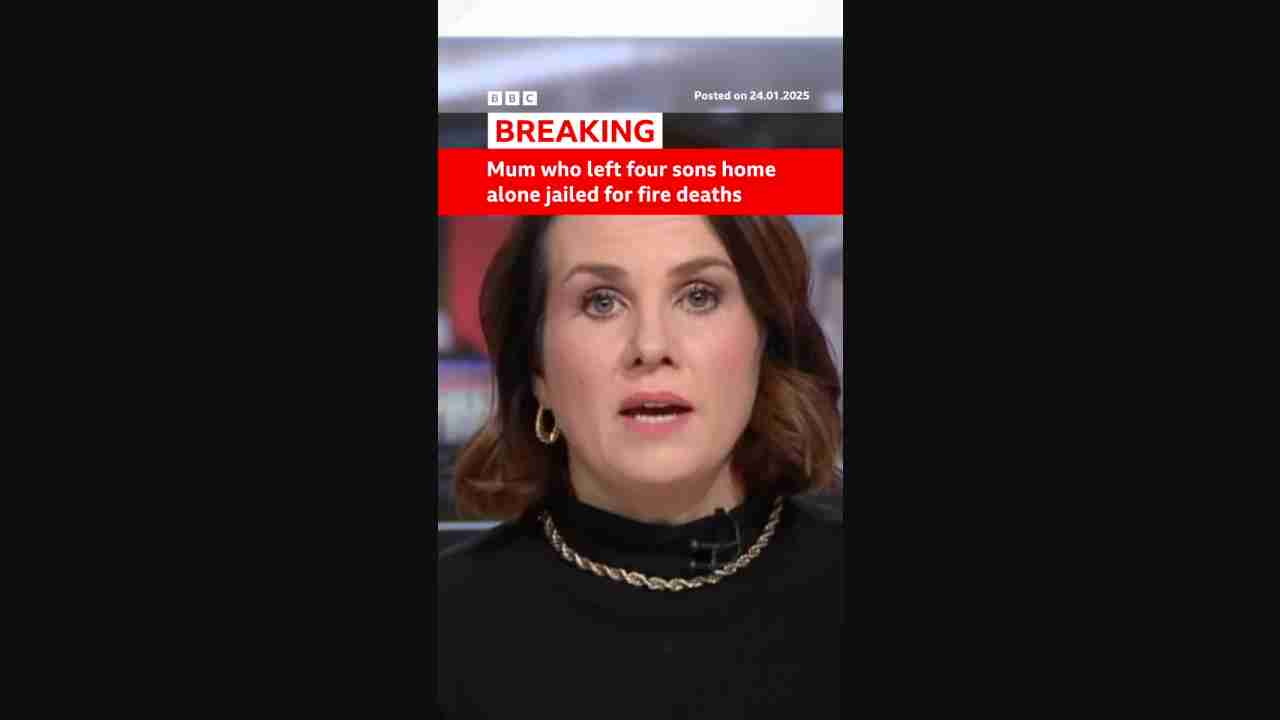 BBC
Posted on 24.01.2025
BREAKING
Mum who left four sons home
alone jailed for fire deaths